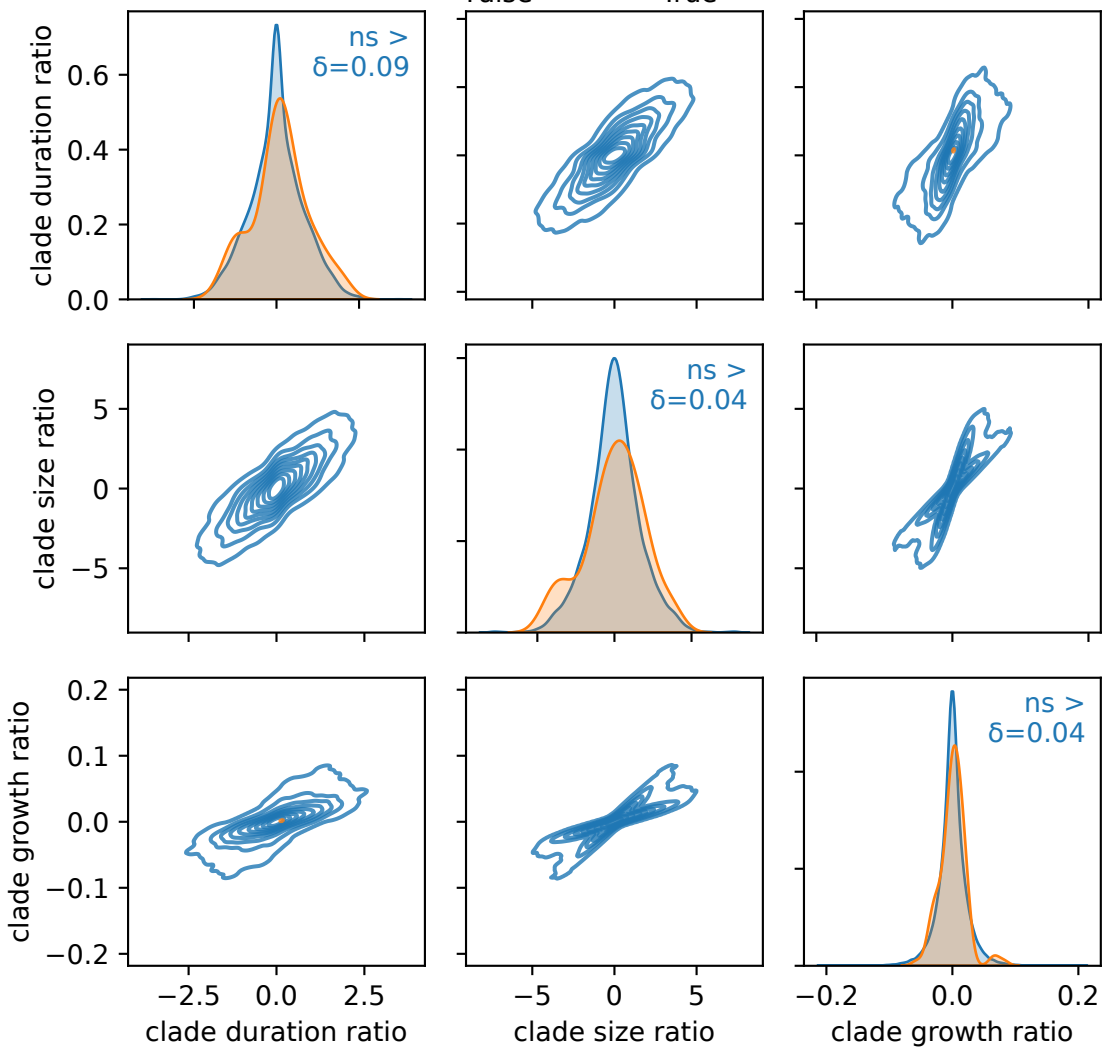 clade duration ratio
0.6
0.4
0.2
0.0
ns >
δ=0.09
clade size ratio
5
0
−5
ns >
δ=0.04
clade growth ratio
0.2
0.1
0.0
−0.1
−0.2
ns >
δ=0.04
−2.5 0.0 2.5
clade duration ratio
−5 0 5
clade size ratio
−0.2 0.0 0.2
clade growth ratio